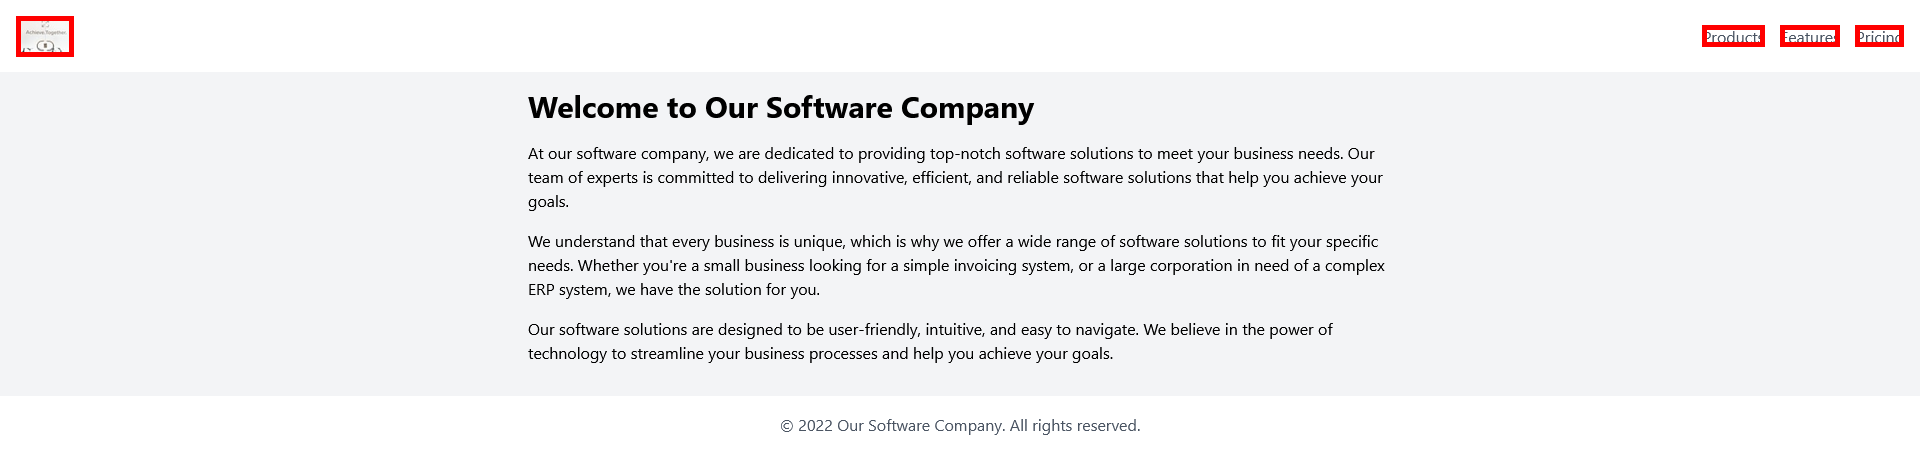 Achieve.Together
Products Features Pricing
Welcome to Our Software Company
At our software company, we are dedicated to providing top-notch software solutions to meet your business needs. Our
team of experts is committed to delivering innovative, efficient, and reliable software solutions that help you achieve your
goals.
We understand that every business is unique, which is why we offer a wide range of software solutions to fit your specific
needs. Whether you're a small business looking for a simple invoicing system, or a large corporation in need of a complex
ERP system, we have the solution for you.
Our software solutions are designed to be user-friendly, intuitive, and easy to navigate. We believe in the power of
technology to streamline your business processes and help you achieve your goals.
© 2022 Our Software Company. All rights reserved.